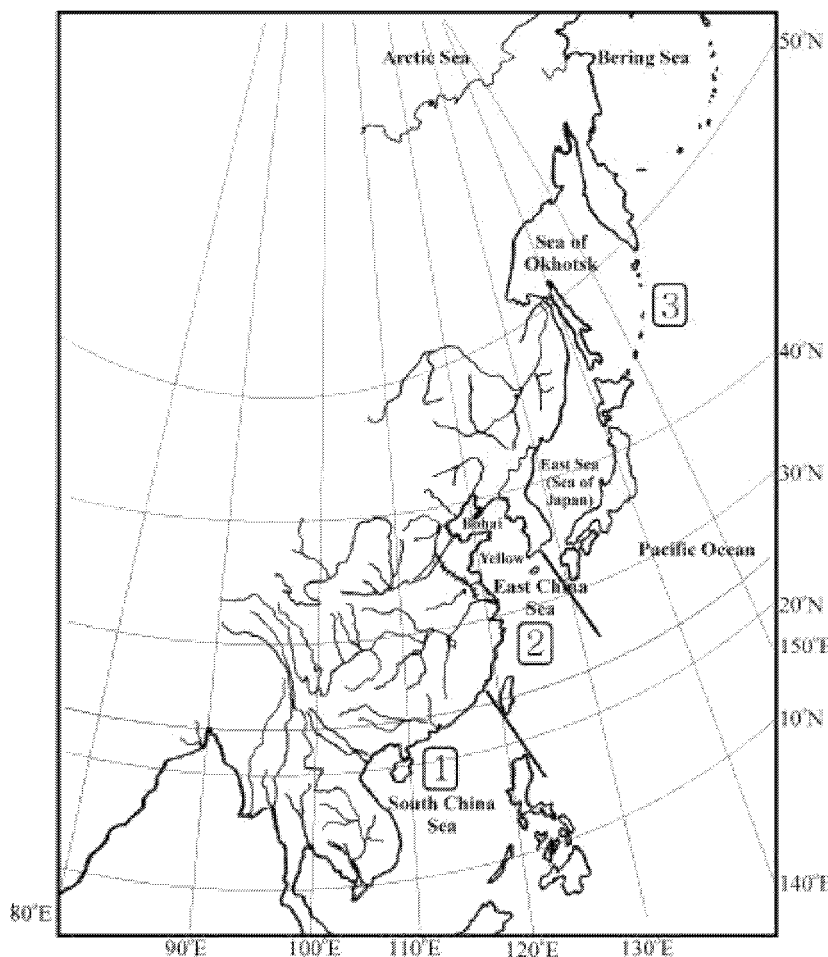 50°N
Arctic Sea
Bering Sea
Sea of
Okhotsk
3
40°N
East Sea
(Sea of
Japan)
30°N
Bohai
Yellow
Pacific Ocean
East China
Sea
20°N
2
150°E
10°N
1
South China
Sea
140°E
80°E
90°E
100°E
110°E
120°E
130°E